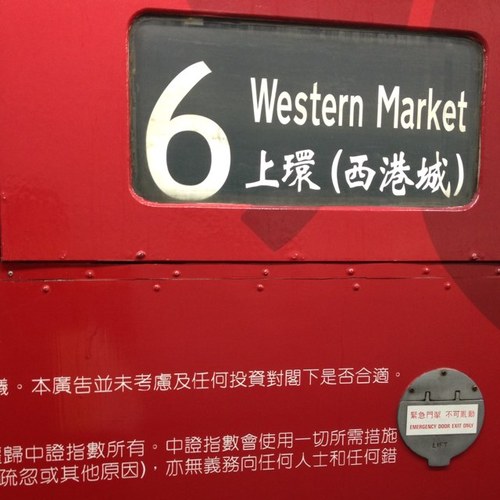 6
Western Market
上環 (西港城)
議。本廣告並未考慮及任何投資對閣下是否合適。
歸中證指數所有。中證指數會使用一切所需措施
疏忽或其他原因)，亦無義務向任何人士和任何錯
緊急門掣 不可亂動
EMERGENCY DOOR EXIT ONLY
LIFT